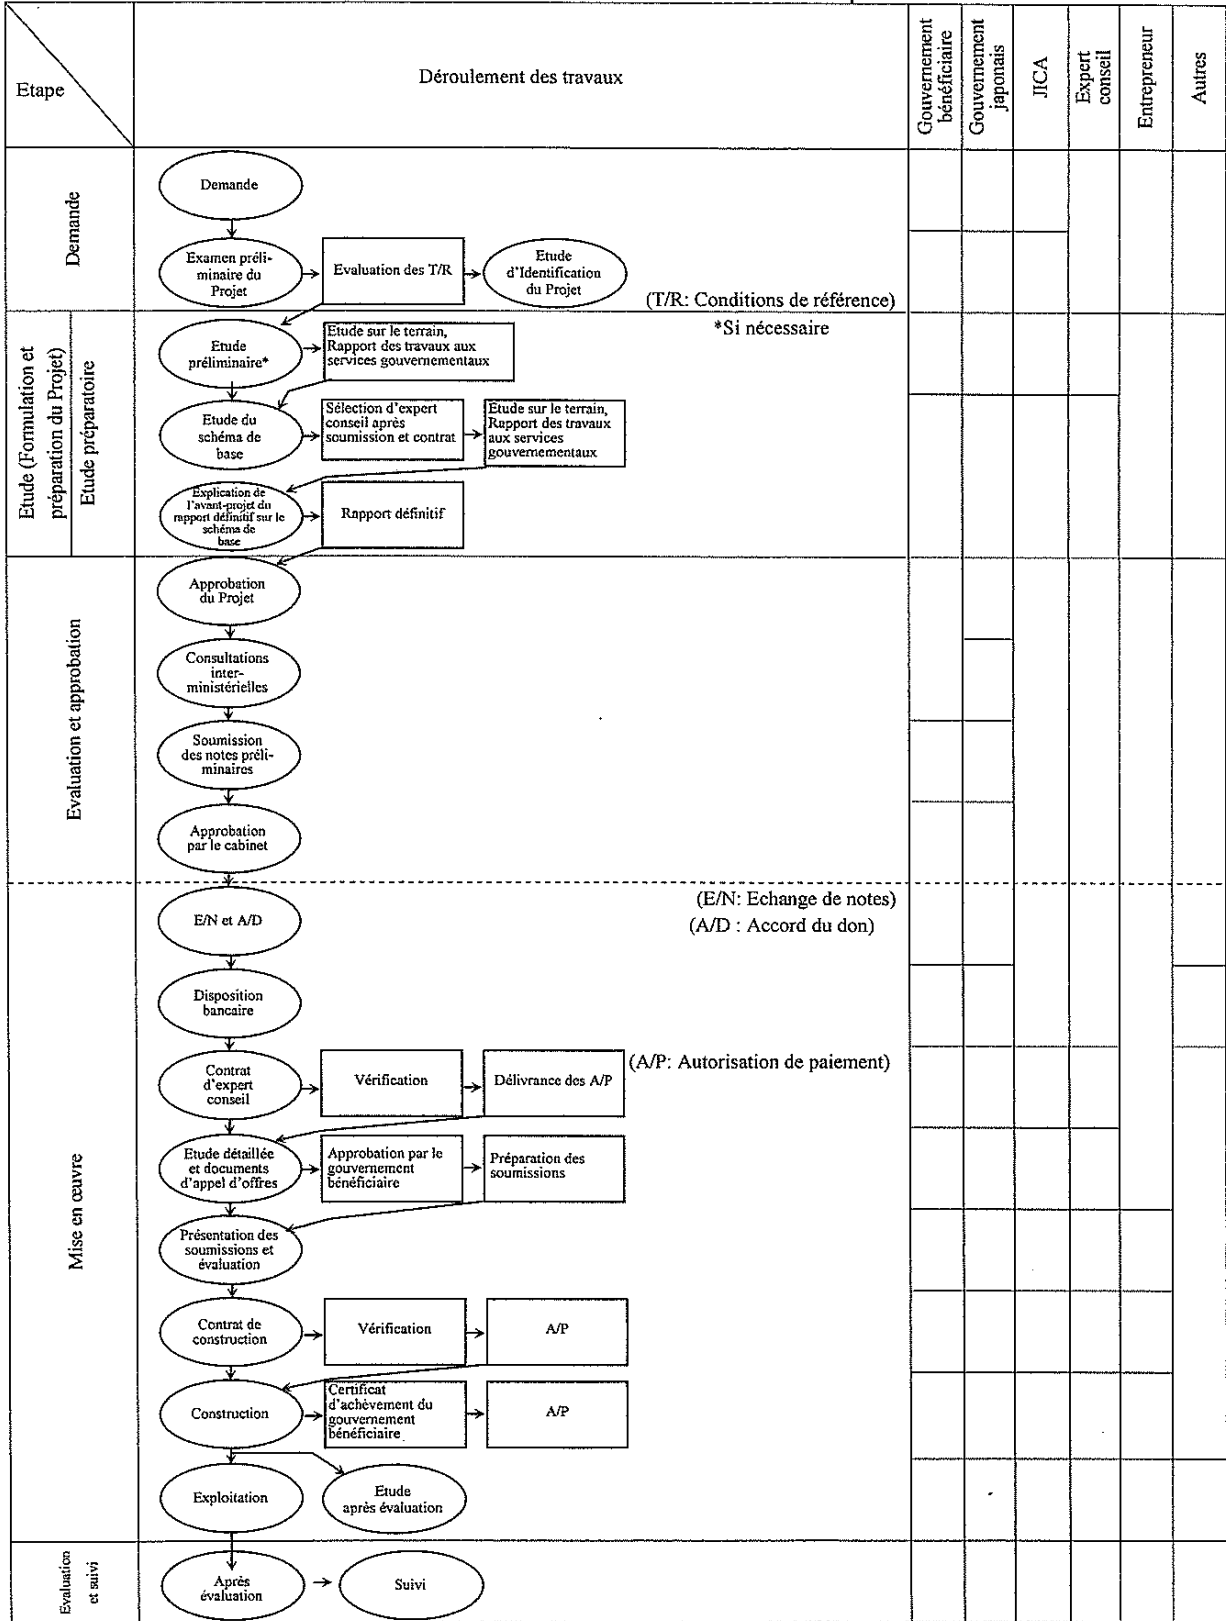 Etape
Déroulement des travaux
Gouvernement
bénéficiaire
Gouvernement
japonais
JICA
Expert
conseil
Entrepreneur
Autres
Demande
Demande
Examen préli-
minaire du
Projet
Evaluation des T/R
Etude
d'Identification
du Projet
(T/R: Conditions de référence)
*Si nécessaire
Etude (Formulation et
préparation du Projet)
Etude préparatoire
Etude
préliminaire*
Etude sur le terrain,
Rapport des travaux aux
services gouvernementaux
Etude du
schéma de
base
Sélection d'expert
conseil après
soumission et contrat
Etude sur le terrain,
Rapport des travaux
aux services
gouvernementaux
Explication de
l'avant-projet du
rapport définitif sur le
schéma de
base
Rapport définitif
Evaluation et approbation
Approbation
du Projet
Consultations
inter-
ministérielles
Soumission
des notes préli-
minaires
Approbation
par le cabinet
Mise en œuvre
(E/N: Echange de notes)
(A/D : Accord du don)
E/N et A/D
Disposition
bancaire
(A/P: Autorisation de paiement)
Contrat
d'expert
conseil
Vérification
Délivrance des A/P
Etude détaillée
et documents
d'appel d'offres
Approbation par le
gouvernement
bénéficiaire
Préparation des
soumissions
Présentation des
soumissions et
évaluation
Contrat de
construction
Vérification
A/P
Construction
Certificat
d'achèvement du
gouvernement
bénéficiaire
A/P
Exploitation
Etude
après évaluation
Evaluation
et suivi
Après
évaluation
Suivi